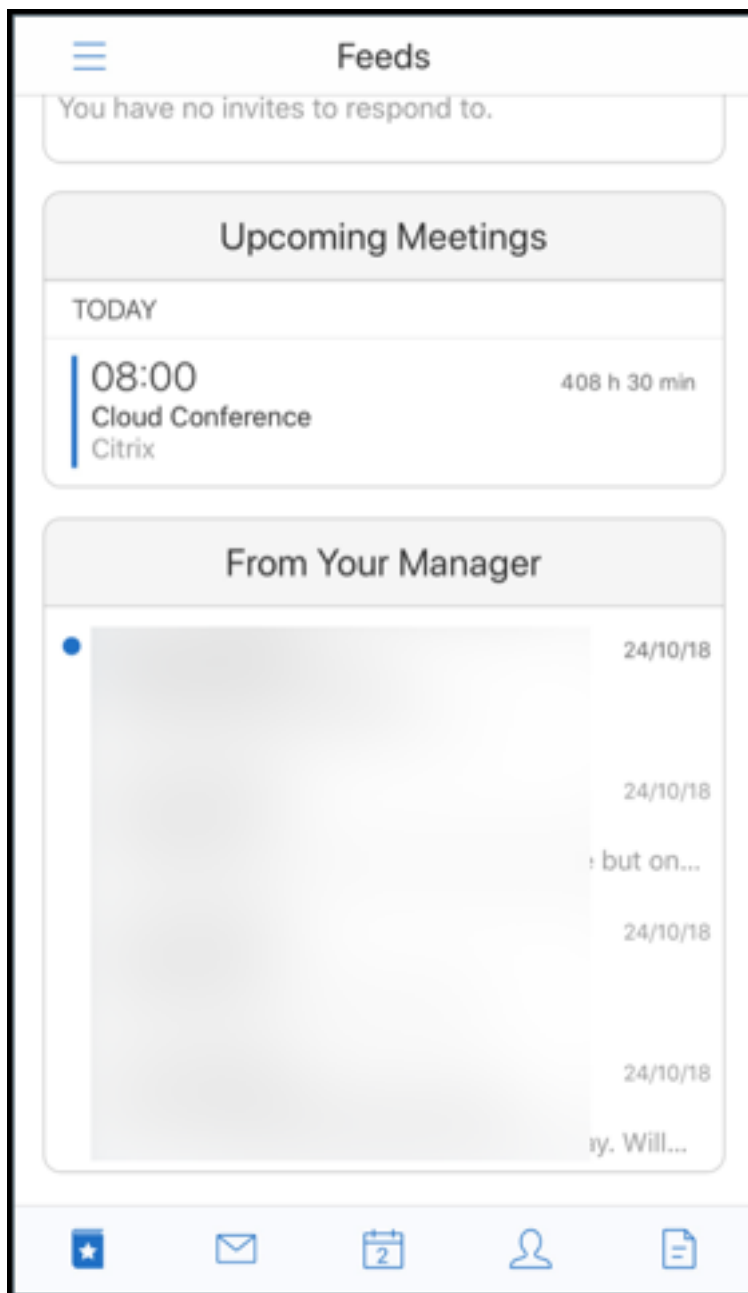 Feeds
You have no invites to respond to.
Upcoming Meetings
TODAY
08:00
408 h 30 min
Cloud Conference
Citrix
From Your Manager
24/10/18
24/10/18
but on...
24/10/18
24/10/18
Will...
2